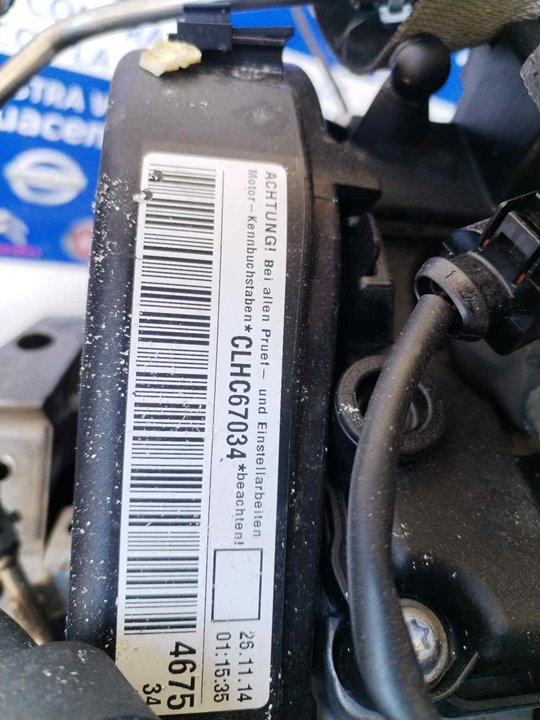 ACHTUNG! Bei allen Pruef- und Einstellarbeiten
Motor-Kennbuchstaben*CLHC67034*beachten!
26.11.14
01:15:35
4675
34